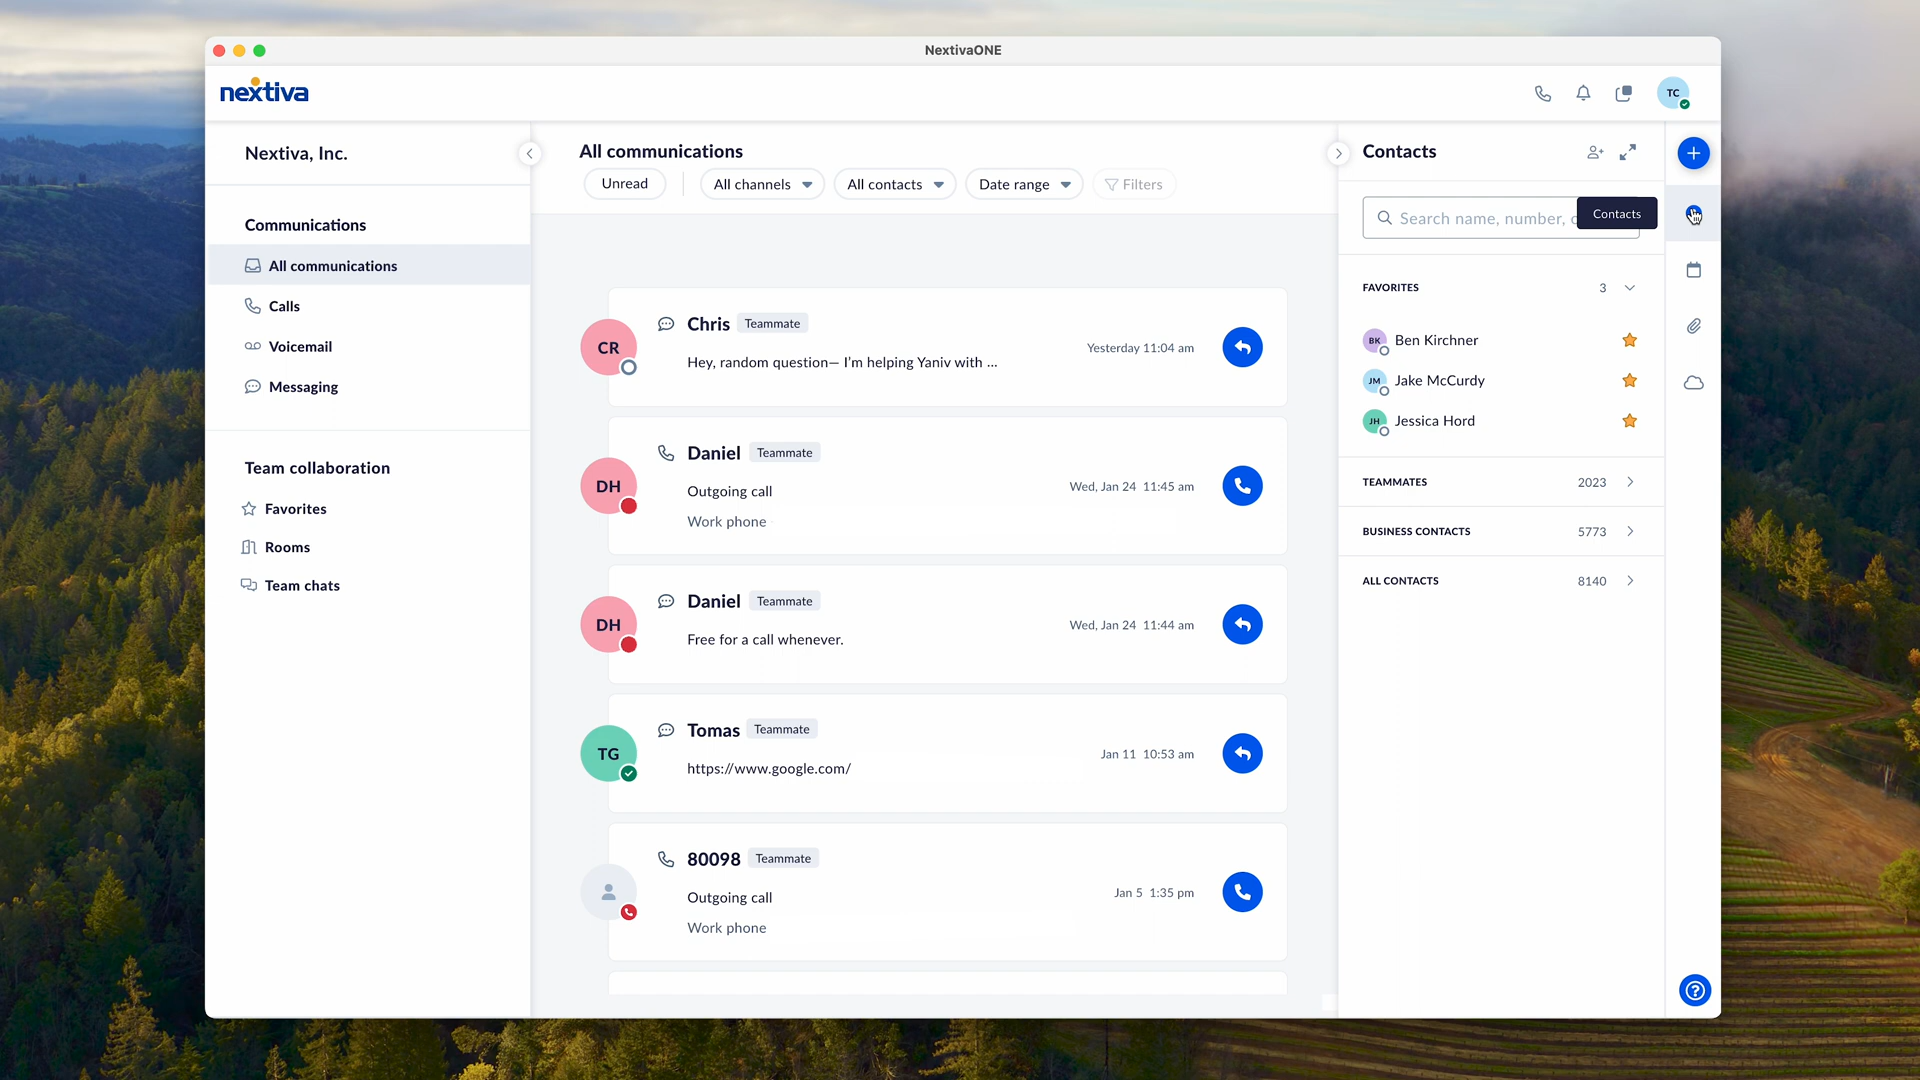 NextivaONE
nextiva
TC
Nextiva, Inc.
Communications
All communications
Calls
Voicemail
Messaging
Team collaboration
Favorites
Rooms
Team chats
All communications
Unread
All channels
All contacts
Date range
Filters
CR
Chris
Teammate
Hey, random question— I'm helping Yaniv with ...
Yesterday 11:04 am
DH
Daniel
Teammate
Outgoing call
Work phone
Wed, Jan 24 11:45 am
DH
Daniel
Teammate
Free for a call whenever.
Wed, Jan 24 11:44 am
TG
Tomas
Teammate
https://www.google.com/
Jan 11 10:53 am
80098
Teammate
Outgoing call
Work phone
Jan 5 1:35 pm
Contacts
Search name, number,
Contacts
FAVORITES
3
BK
Ben Kirchner
JM
Jake McCurdy
JH
Jessica Hord
TEAMMATES
2023
BUSINESS CONTACTS
5773
ALL CONTACTS
8140